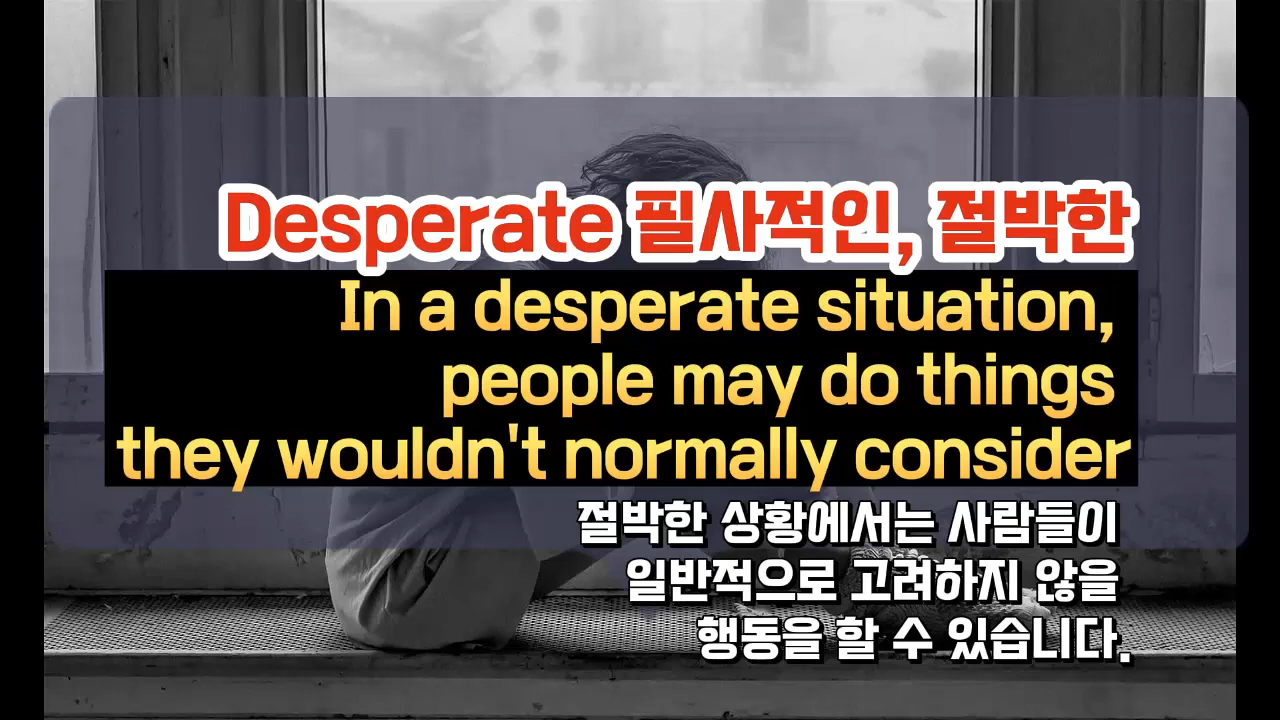 Desperate 필사적인, 절박한
In a desperate situation,
people may do things
they wouldn't normally consider
절박한 상황에서는 사람들이
일반적으로 고려하지 않을
행동을 할 수 있습니다.